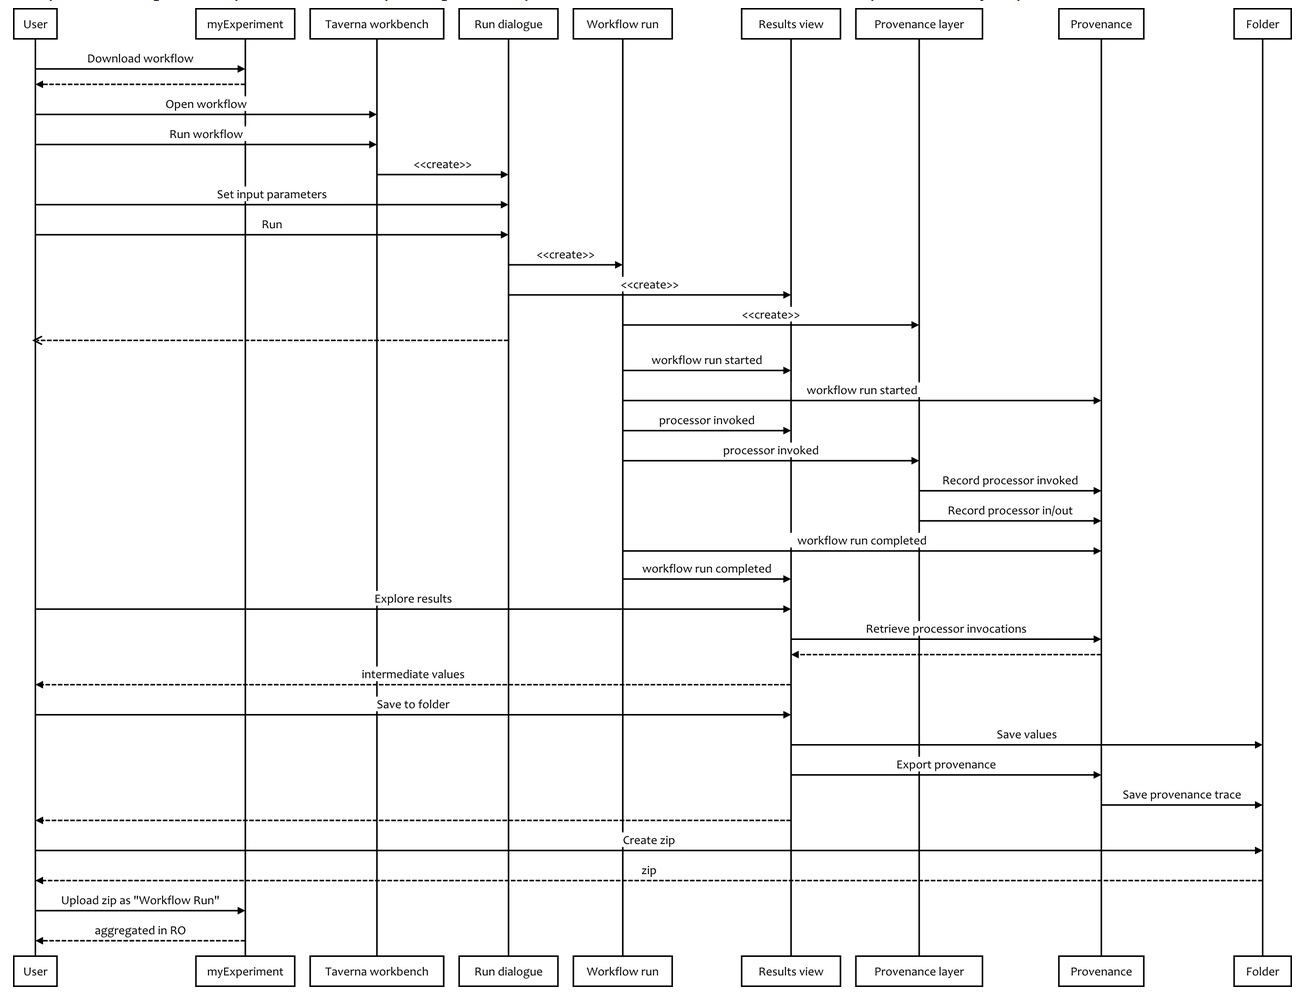 User myExperiment Taverna workbench Run dialogue Workflow run Results view Provenance layer Provenance Folder
Download workflow
Open workflow
Run workflow
<<create>>
Set input parameters
Run
<<create>>
<<create>>
<<create>>
workflow run started
workflow run started
processor invoked
processor invoked
Record processor invoked
Record processor in/out
workflow run completed
workflow run completed
Explore results
Retrieve processor invocations
intermediate values
Save to folder
Save values
Export provenance
Save provenance trace
Create zip
zip
Upload zip as "Workflow Run"
aggregated in RO
User myExperiment Taverna workbench Run dialogue Workflow run Results view Provenance layer Provenance Folder